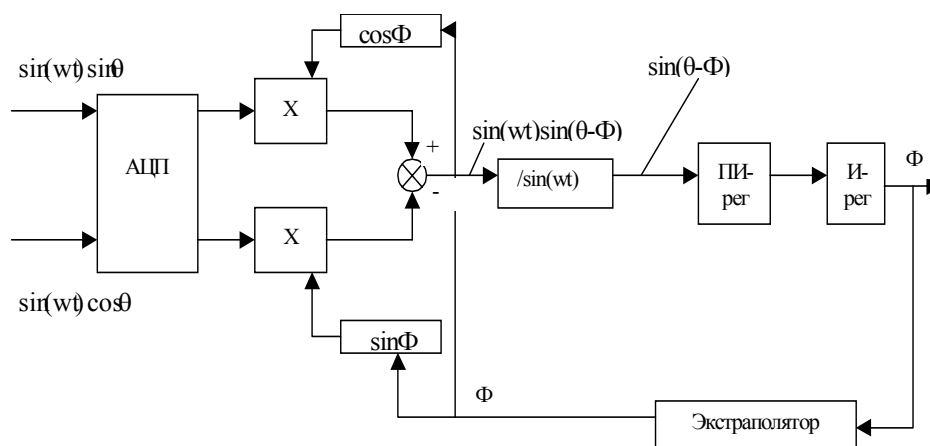 cosΦ
sin(wt) sinθ
X
sin(θ-Φ)
sin(wt)sin(θ-Φ)
+
АЦП
/sin(wt)
ПИ-
рег
И-
рег
Φ
-
X
sin(wt) cosθ
sinΦ
Φ
Экстраполятор